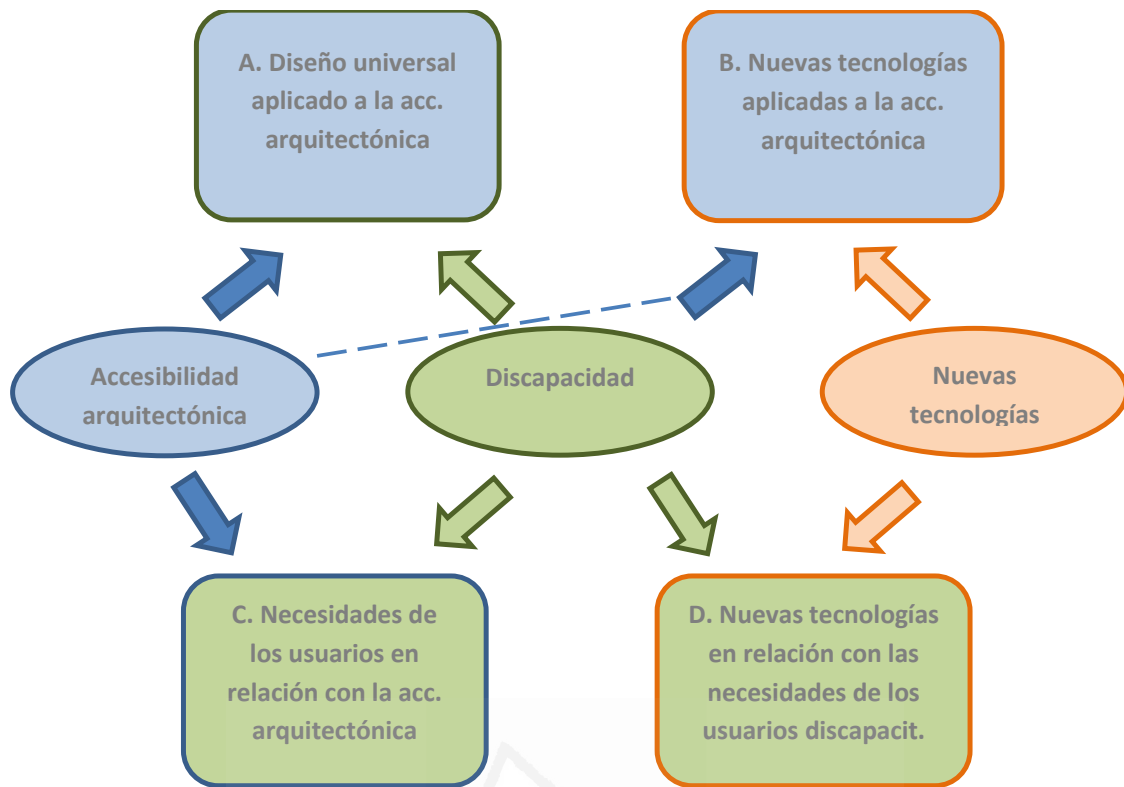 A. Diseño universal
aplicado a la acc.
arquitectónica
B. Nuevas tecnologías
aplicadas a la acc.
arquitectónica
Accesibilidad
arquitectónica
Discapacidad
Nuevas
tecnologías
C. Necesidades de
los usuarios en
relación con la acc.
arquitectónica
D. Nuevas tecnologías
en relación con las
necesidades de los
usuarios discapacit.